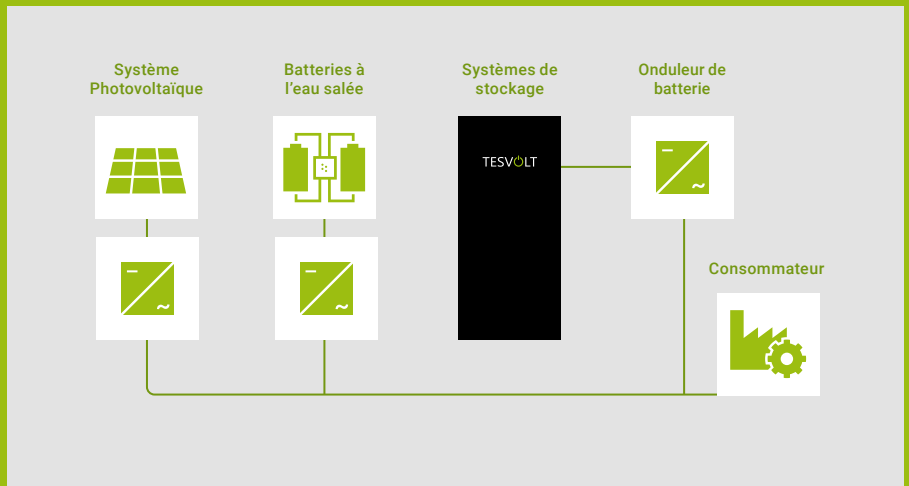 Système
Photovoltaïque
Batteries à
l'eau salée
Systèmes de
stockage
Onduleur de
batterie
TESVOLT
Consommateur